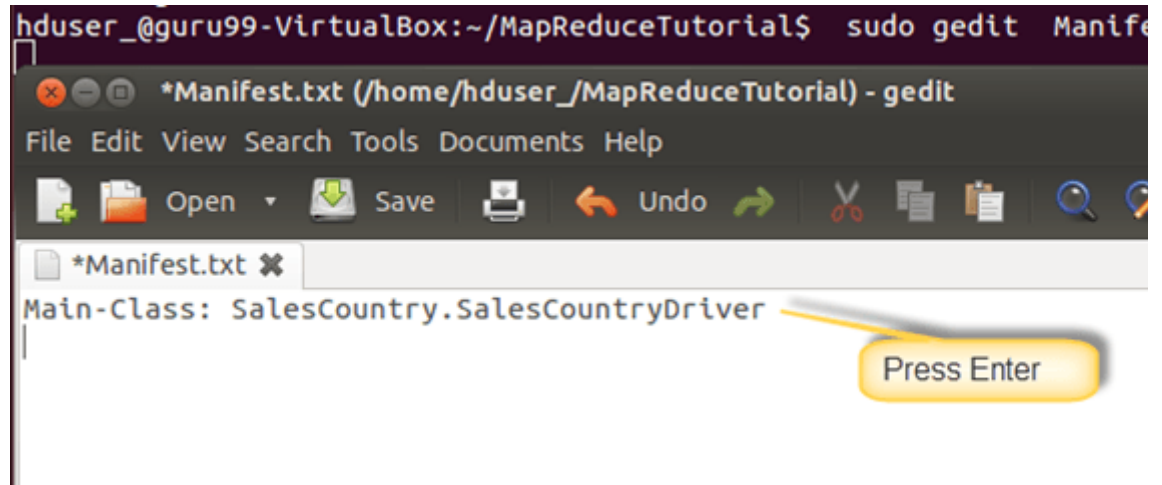 hduser_@guru99-VirtualBox:~/MapReduceTutorial$ sudo gedit
*Manifest.txt (/home/hduser_/MapReduceTutorial) - gedit
File Edit View Search Tools Documents Help
Open Save Undo
*Manifest.txt
Main-Class: SalesCountry.SalesCountryDriver
Press Enter